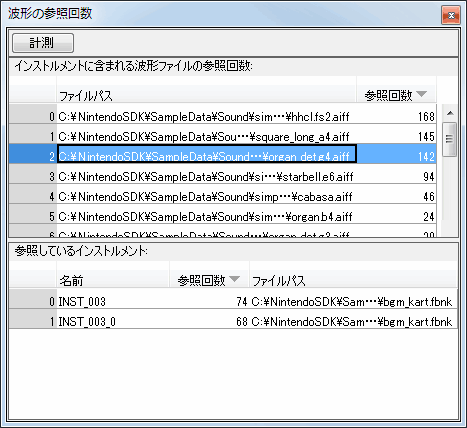 波形の参照回数
計測
インストルメントに含まれる波形ファイルの参照回数:
ファイルパス 参照回数
0 C:¥NintendoSDK¥SampleData¥Sound¥sim･･･¥hhcl.fs2.aiff 168
1 C:¥NintendoSDK¥SampleData¥Sou･･･¥square_long_a4.aiff 145
2 C:¥NintendoSDK¥SampleData¥Sound･･･¥organ_det.g4.aiff 142
3 C:¥NintendoSDK¥SampleData¥Sound¥si･･･¥starbell.e6.aiff 94
4 C:¥NintendoSDK¥SampleData¥Sound¥simp･･･¥cabasa.aiff 46
5 C:¥NintendoSDK¥SampleData¥Sound¥sim･･･¥organ.b4.aiff 24
6 C:¥NintendoSDK¥SampleData¥Sound･･･¥organ_det.g3.aiff 20
参照しているインストルメント:
名前 参照回数 ファイルパス
0 INST_003 74 C:¥NintendoSDK¥Sam･･･¥bgm_kart.fbnk
1 INST_003_0 68 C:¥NintendoSDK¥Sam･･･¥bgm_kart.fbnk